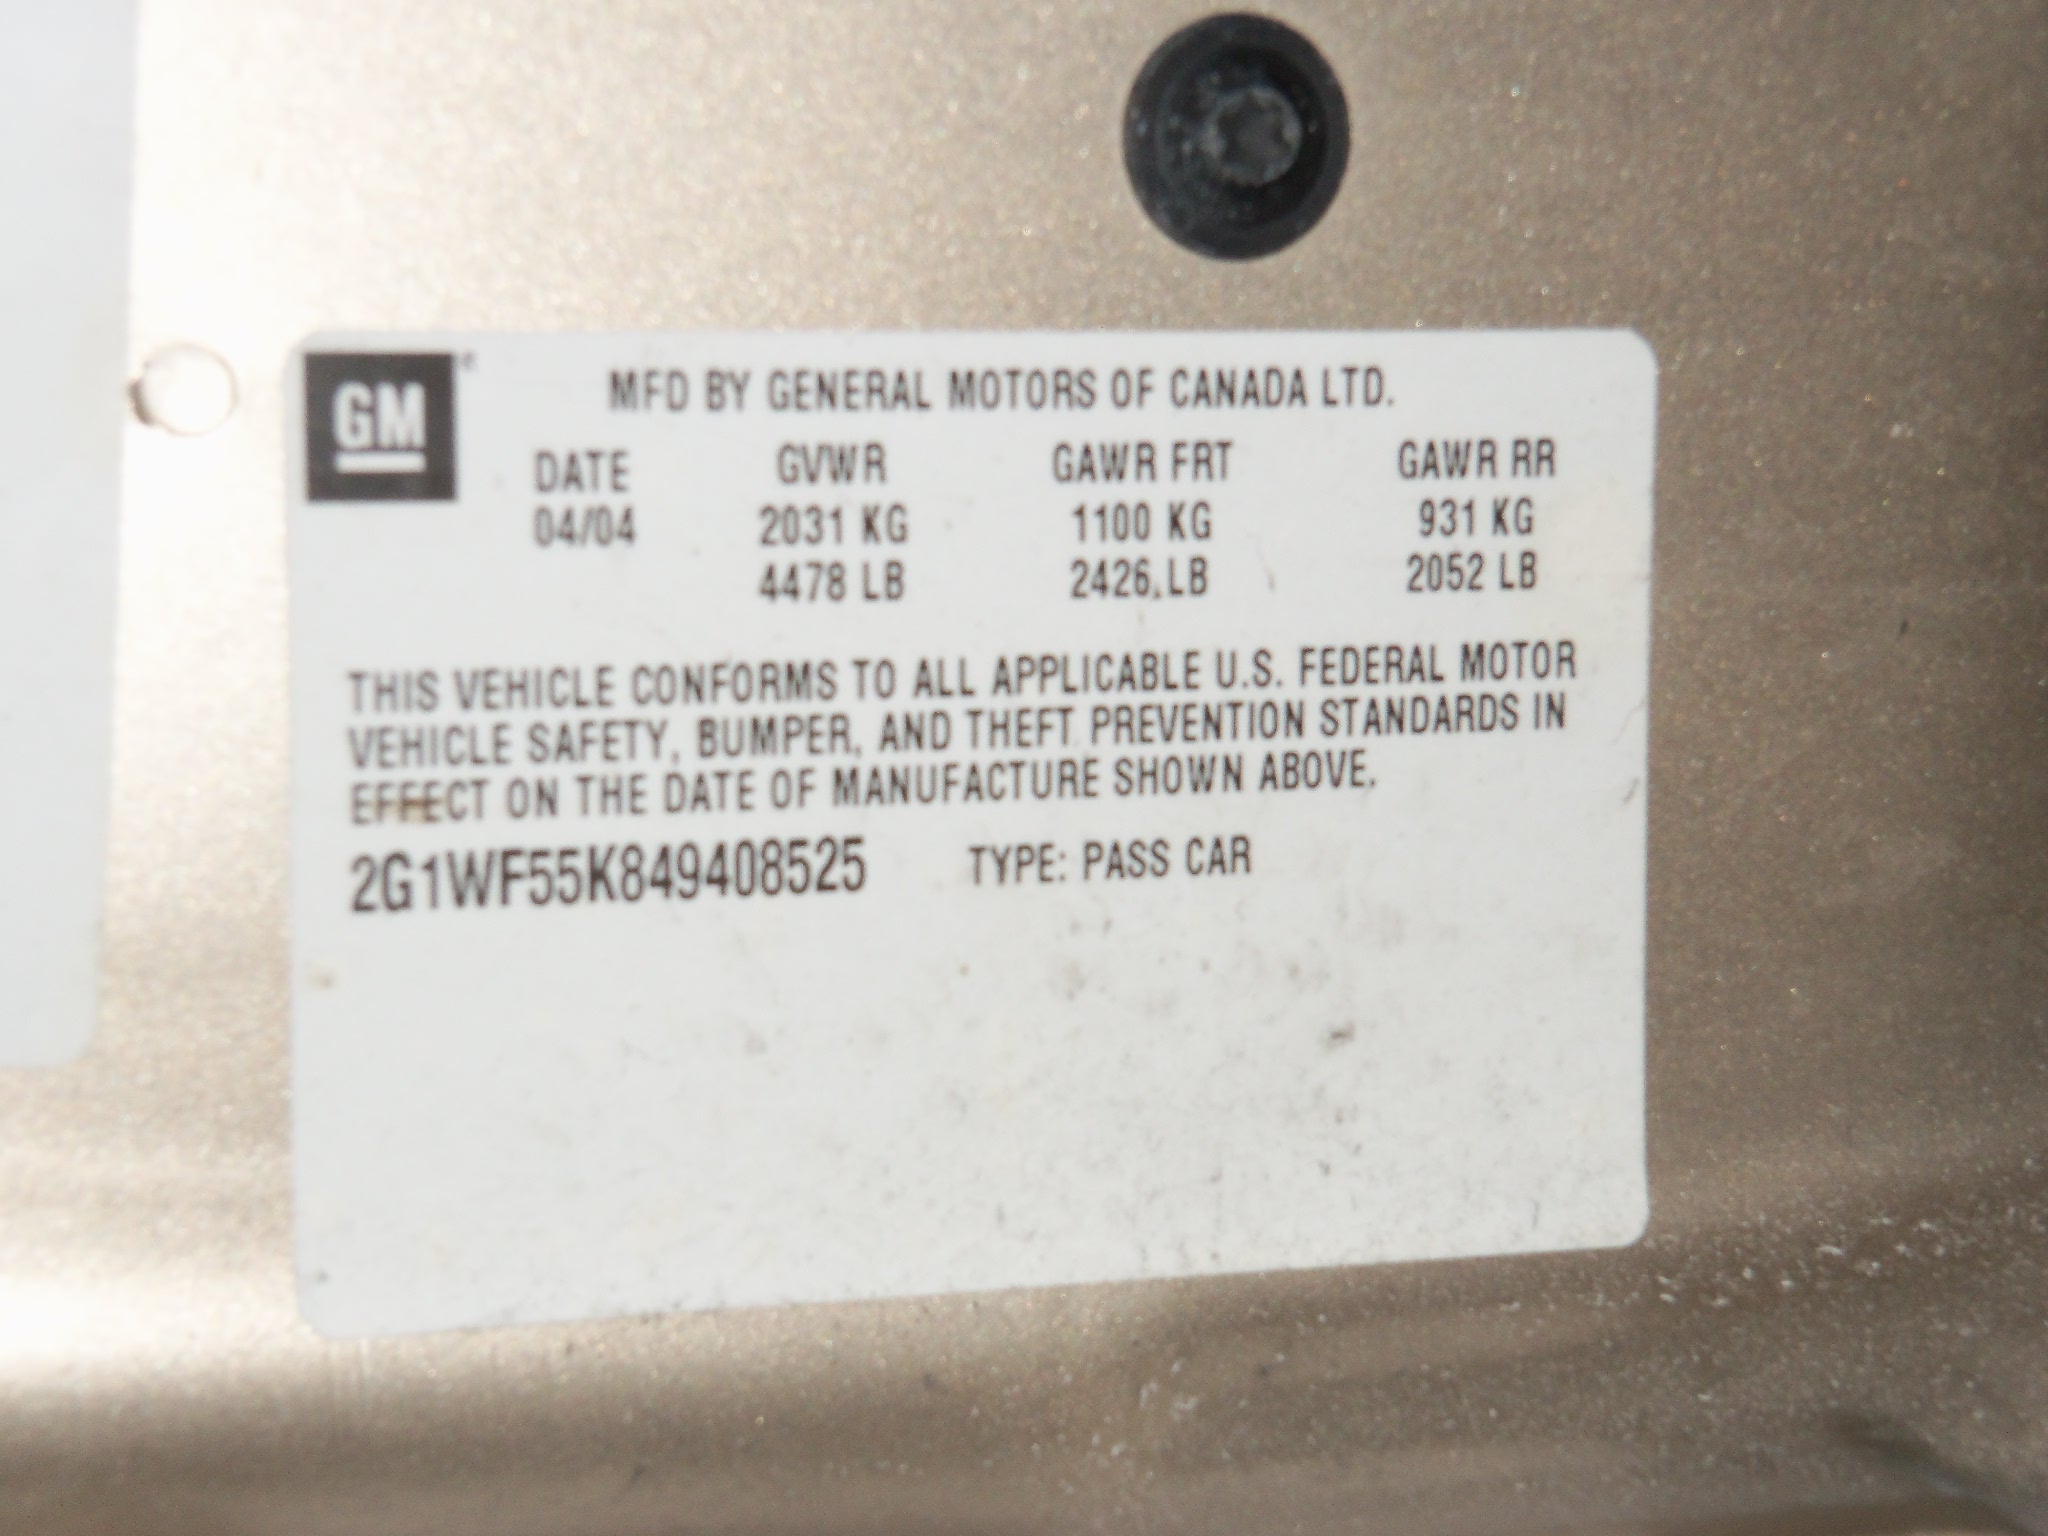 GM
MFD BY GENERAL MOTORS OF CANADA LTD.
DATE GVWR GAWR FRT GAWR RR
04/04 2031 KG 1100 KG 931 KG
4478 LB 2426 LB 2052 LB
THIS VEHICLE CONFORMS TO ALL APPLICABLE U.S. FEDERAL MOTOR
VEHICLE SAFETY, BUMPER, AND THEFT PREVENTION STANDARDS IN
EFFECT ON THE DATE OF MANUFACTURE SHOWN ABOVE.
2G1WF55K849408525 TYPE: PASS CAR